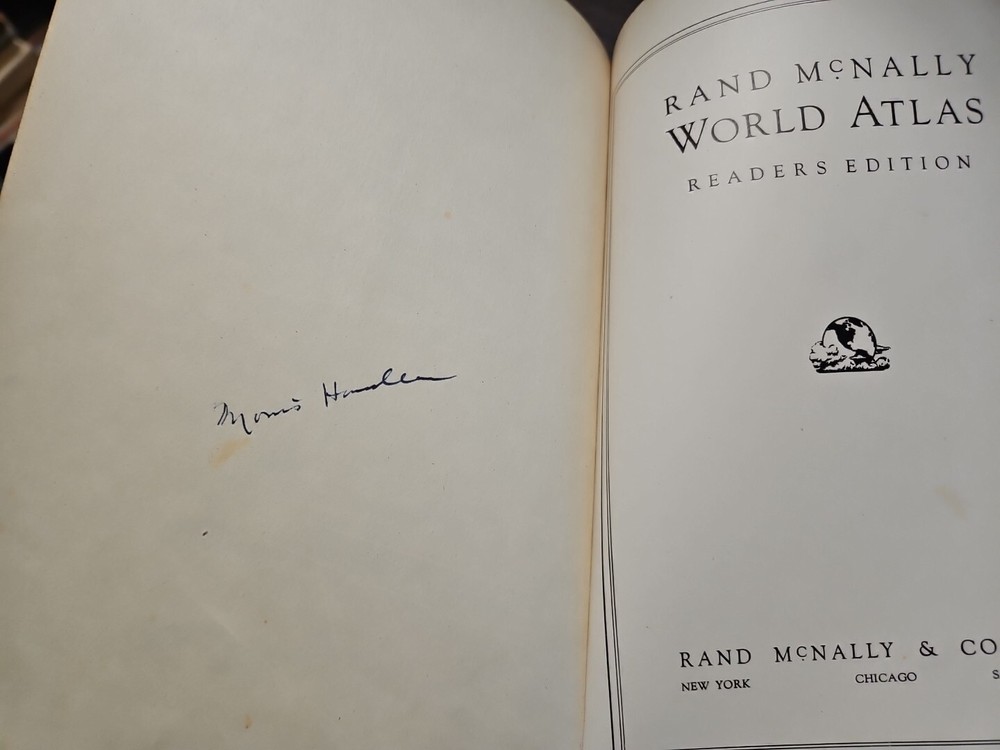 Morris
RAND McNALLY
WORLD ATLAS
READERS EDITION
RAND McNALLY & CO
NEW YORK CHICAGO S